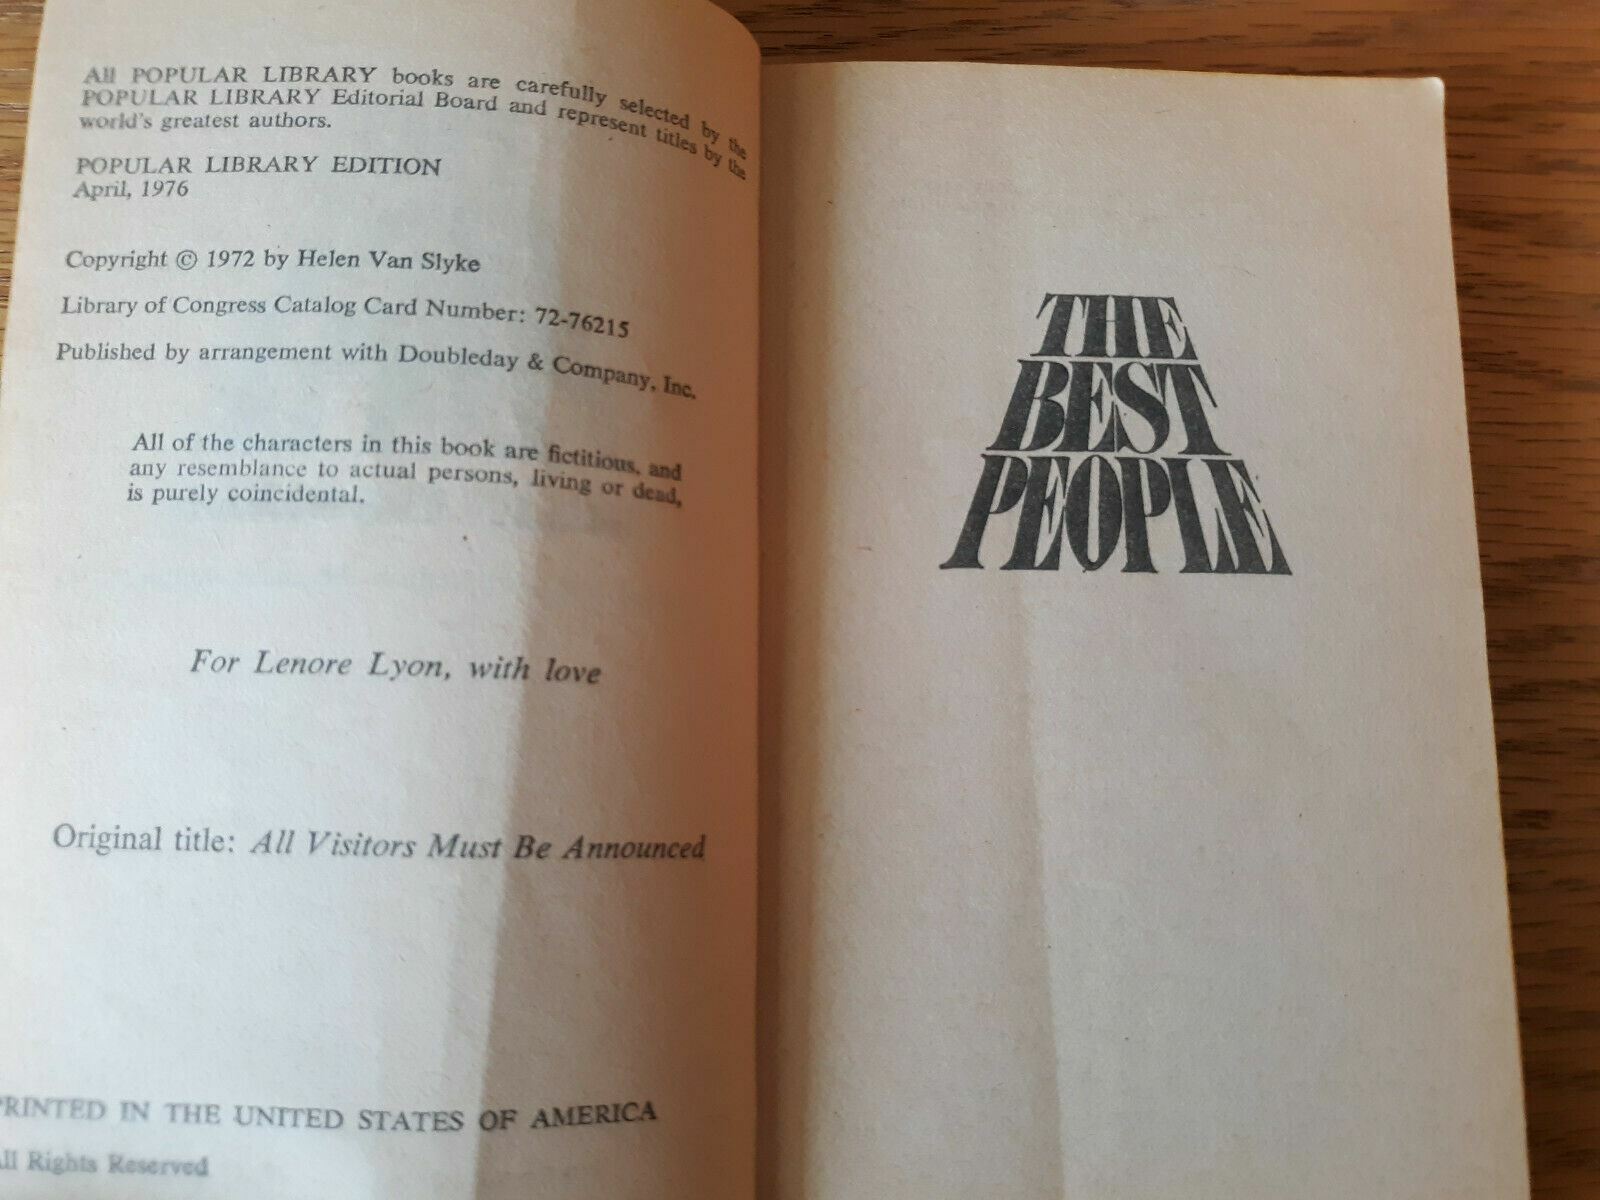 All POPULAR LIBRARY books are carefully selected by the
POPULAR LIBRARY Editorial Board and represent titles by the
world's greatest authors.
POPULAR LIBRARY EDITION
April, 1976
Copyright © 1972 by Helen Van Slyke
Library of Congress Catalog Card Number: 72-76215
Published by arrangement with Doubleday & Company, Inc.
All of the characters in this book are fictitious, and
any resemblance to actual persons, living or dead,
is purely coincidental.
For Lenore Lyon, with love
Original title: All Visitors Must Be Announced
PRINTED IN THE UNITED STATES OF AMERICA
All Rights Reserved
THE
BEST
PEOPLE